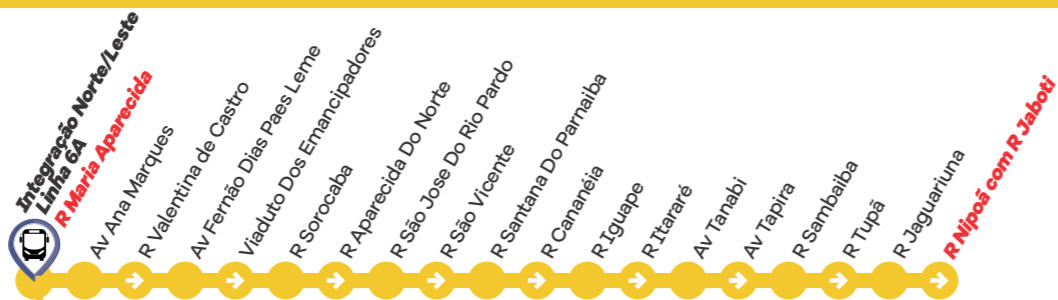 Integração Norte/Leste
Linha 6A
R Maria Aparecida
Av Ana Marques
R Valentina de Castro
Av Fernão Dias Paes Leme
Viaduto Dos Emancipadores
R Sorocaba
R Aparecida Do Norte
R São Jose Do Rio Pardo
R São Vicente
R Santana Do Parnaiba
R Cananéia
R Iguape
R Itararé
Av Tanabi
Av Tapira
R Sambaiba
R Tupã
R Jaguariuna
R Nipoã com R Jaboti